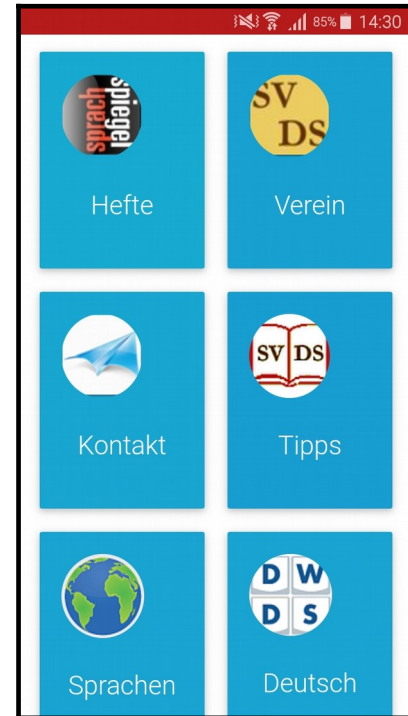 85% 14:30
sprach
spiegel
SV
DS
Hefte
Verein
SV DS
Kontakt
Tipps
D W
D S
Sprachen
Deutsch